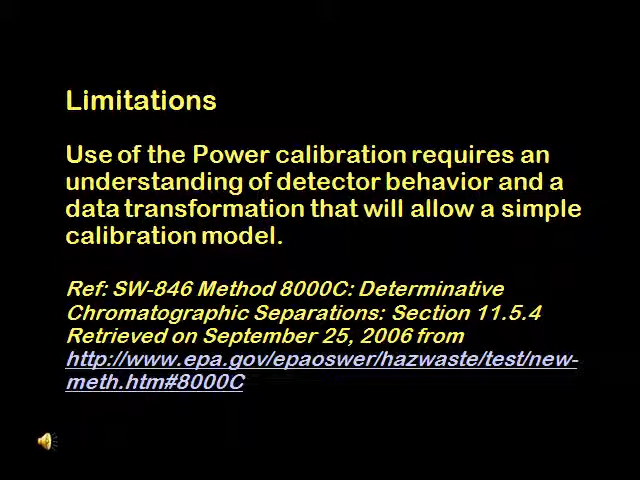 Limitations
Use of the Power calibration requires an
understanding of detector behavior and a
data transformation that will allow a simple
calibration model.
Ref: SW-846 Method 8000C: Determinative
Chromatographic Separations: Section 11.5.4
Retrieved on September 25, 2006 from
http://www.epa.gov/epaoswer/hazwaste/test/new-
meth.htm#8000C